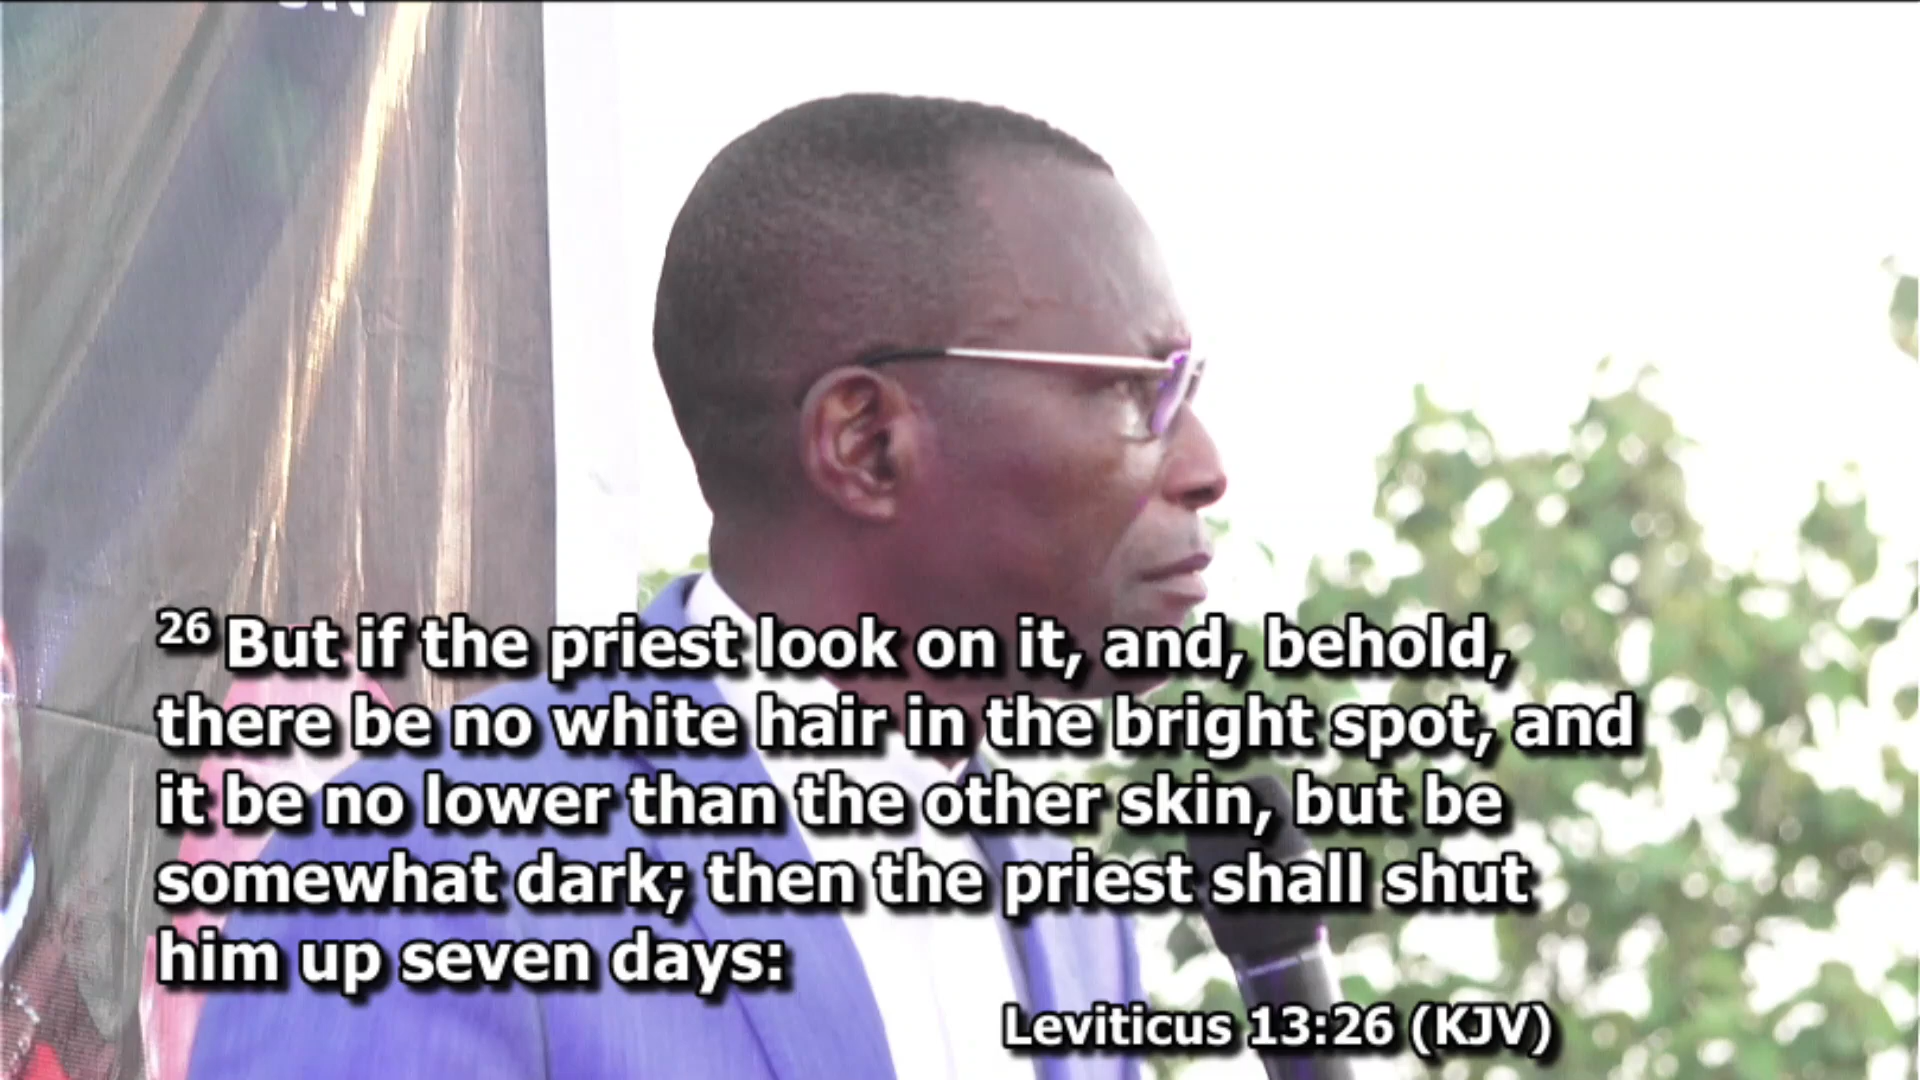 26 But if the priest look on it, and, behold,
there be no white hair in the bright spot, and
it be no lower than the other skin, but be
somewhat dark; then the priest shall shut
him up seven days:
Leviticus 13:26 (KJV)